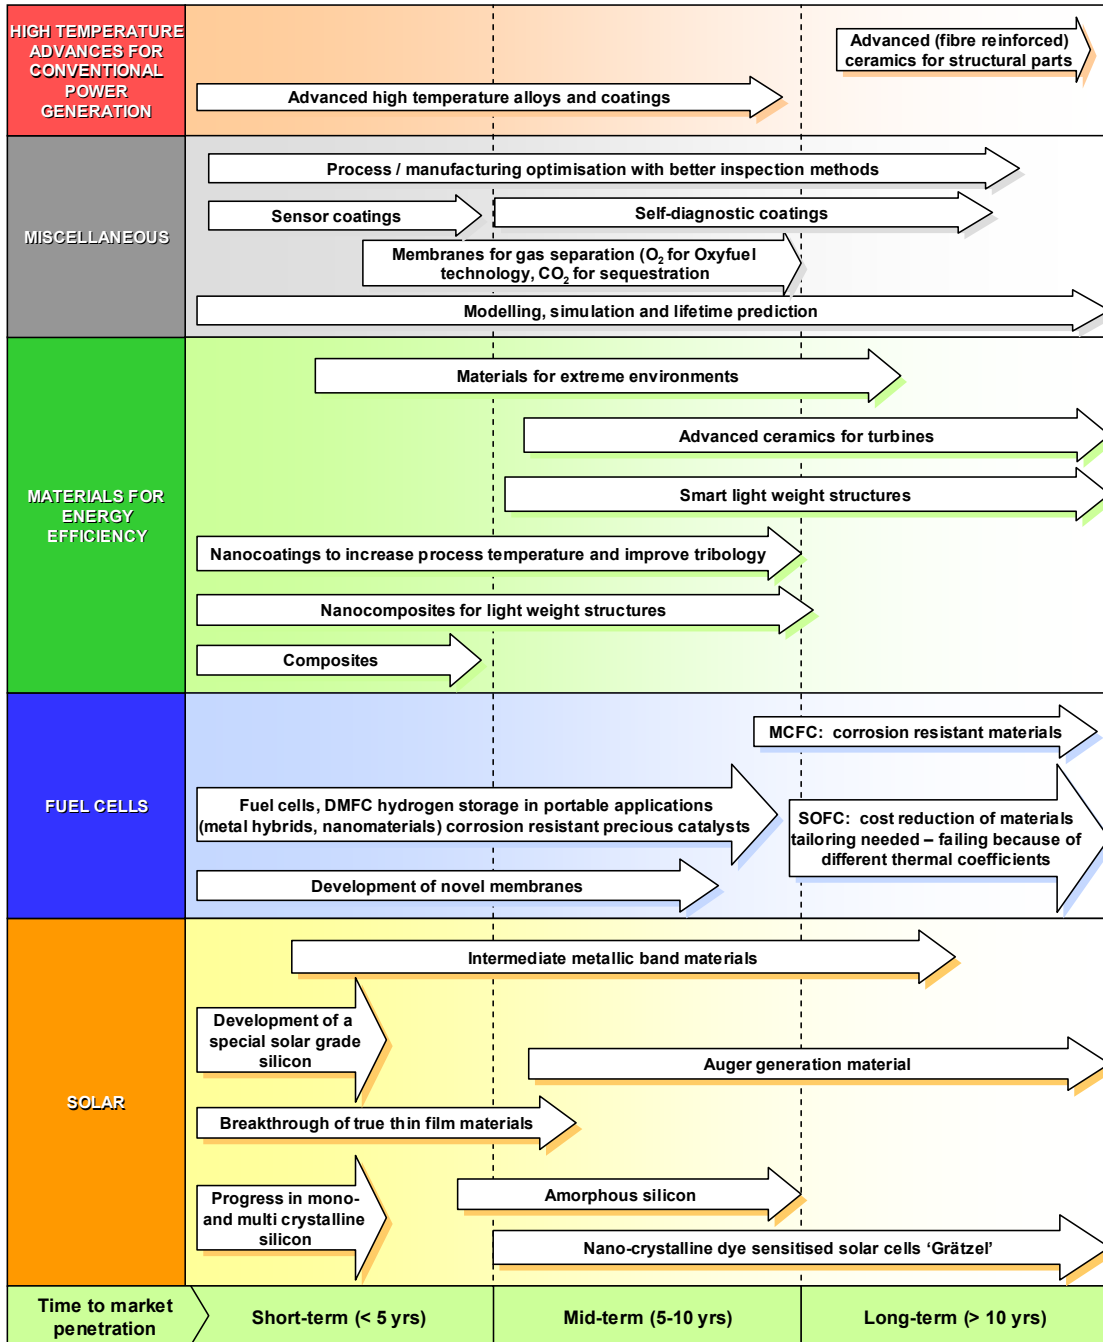 HIGH TEMPERATURE
ADVANCES FOR
CONVENTIONAL
POWER
GENERATION
Advanced (fibre reinforced)
ceramics for structural parts
Advanced high temperature alloys and coatings
MISCELLANEOUS
Process / manufacturing optimisation with better inspection methods
Sensor coatings
Self-diagnostic coatings
Membranes for gas separation (O₂ for Oxyfuel
technology, CO₂ for sequestration
Modelling, simulation and lifetime prediction
MATERIALS FOR
ENERGY
EFFICIENCY
Materials for extreme environments
Advanced ceramics for turbines
Smart light weight structures
Nanocoatings to increase process temperature and improve tribology
Nanocomposites for light weight structures
Composites
FUEL CELLS
MCFC:  corrosion resistant materials
Fuel cells, DMFC hydrogen storage in portable applications
(metal hybrids, nanomaterials) corrosion resistant precious catalysts
SOFC:  cost reduction of materials
tailoring needed – failing because of
different thermal coefficients
Development of novel membranes
SOLAR
Intermediate metallic band materials
Development of a
special solar grade
silicon
Auger generation material
Breakthrough of true thin film materials
Progress in mono-
and multi crystalline
silicon
Amorphous silicon
Nano-crystalline dye sensitised solar cells ‘Grätzel’
Time to market
penetration
Short-term (< 5 yrs)
Mid-term (5-10 yrs)
Long-term (> 10 yrs)